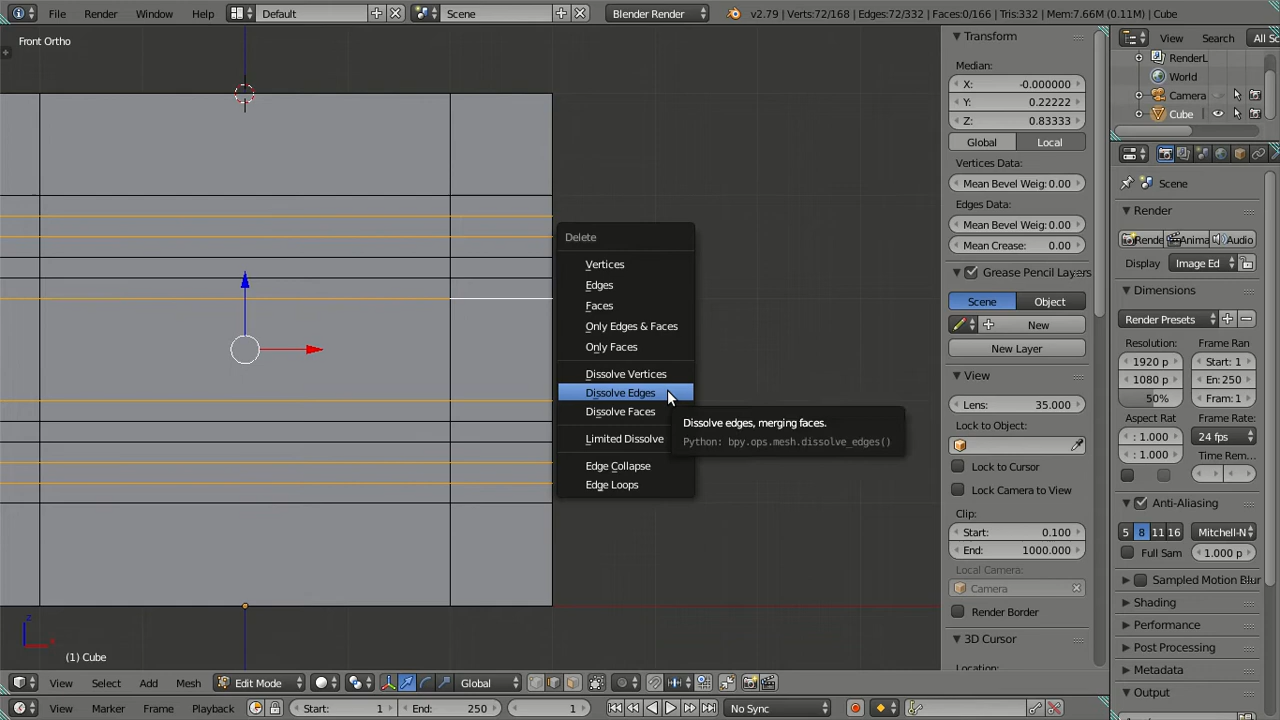 File Render Window Help Default Scene Blender Render v2.79 | Verts:72/168 | Edges:72/332 | Faces:0/166 | Tris:332 | Mem:7.66M (0.11M) | Cube
Front Ortho
Delete
Vertices
Edges
Faces
Only Edges & Faces
Only Faces
Dissolve Vertices
Dissolve Edges
Dissolve Faces
Limited Dissolve
Edge Collapse
Edge Loops
Dissolve edges, merging faces.
Python: bpy.ops.mesh.dissolve_edges()
z
x
(1) Cube
View Select Add Mesh Edit Mode Global
View Marker Frame Playback Start: 1 End: 250 1 No Sync
Transform
Median:
X: -0.000000
Y: 0.22222
Z: 0.83333
Global Local
Vertices Data:
Mean Bevel Weig: 0.00
Edges Data:
Mean Bevel Weig: 0.00
Mean Crease: 0.00
Grease Pencil Layers
Scene Object
New
New Layer
View
Lens: 35.000
Lock to Object:
Lock to Cursor
Lock Camera to View
Clip:
Start: 0.100
End: 1000.000
Local Camera:
Camera
Render Border
3D Cursor
Location:
View Search All Sc
RenderL
World
Camera
Cube
Scene
Render
Rende Anima Audio
Display Image Ed
Dimensions
Render Presets
Resolution: Frame Ran
1920 p Start: 1
1080 p En: 250
50% Fram: 1
Aspect Rat Frame Rate:
: 1.000 24 fps
: 1.000 Time Rem...
Anti-Aliasing
5 8 11 16 Mitchell-N
Full Sam 1.000 p
Sampled Motion Blur
Shading
Performance
Post Processing
Metadata
Output